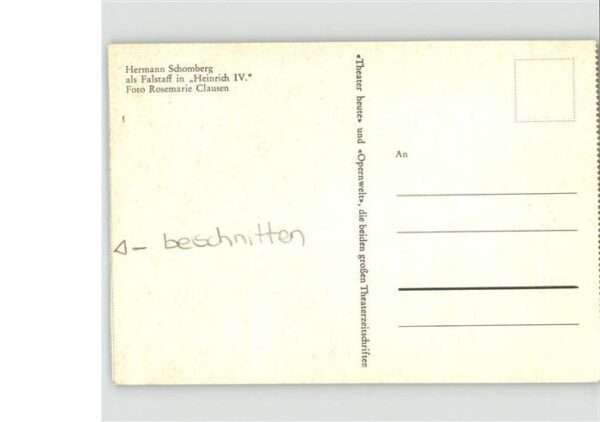 Hermann Schomberg
als Falstaff in „Heinrich IV.“
Foto Rosemarie Clausen
beschnitten
«Theater heute» und «Opernwelt», die beiden großen Theaterzeitschriften
An